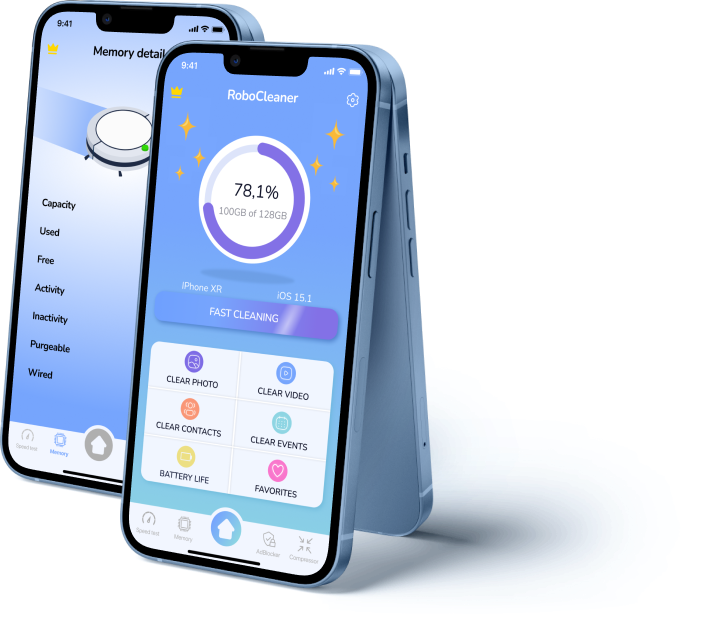 9:41
Memory detail
Capacity
Used
Free
Activity
Inactivity
Purgeable
Wired
Speed test
Memory
9:41
RoboCleaner
78,1%
100GB of 128GB
iPhone XR
iOS 15.1
FAST CLEANING
CLEAR PHOTO
CLEAR VIDEO
CLEAR CONTACTS
CLEAR EVENTS
BATTERY LIFE
FAVORITES
Speed test
Memory
AdBlocker
Compression